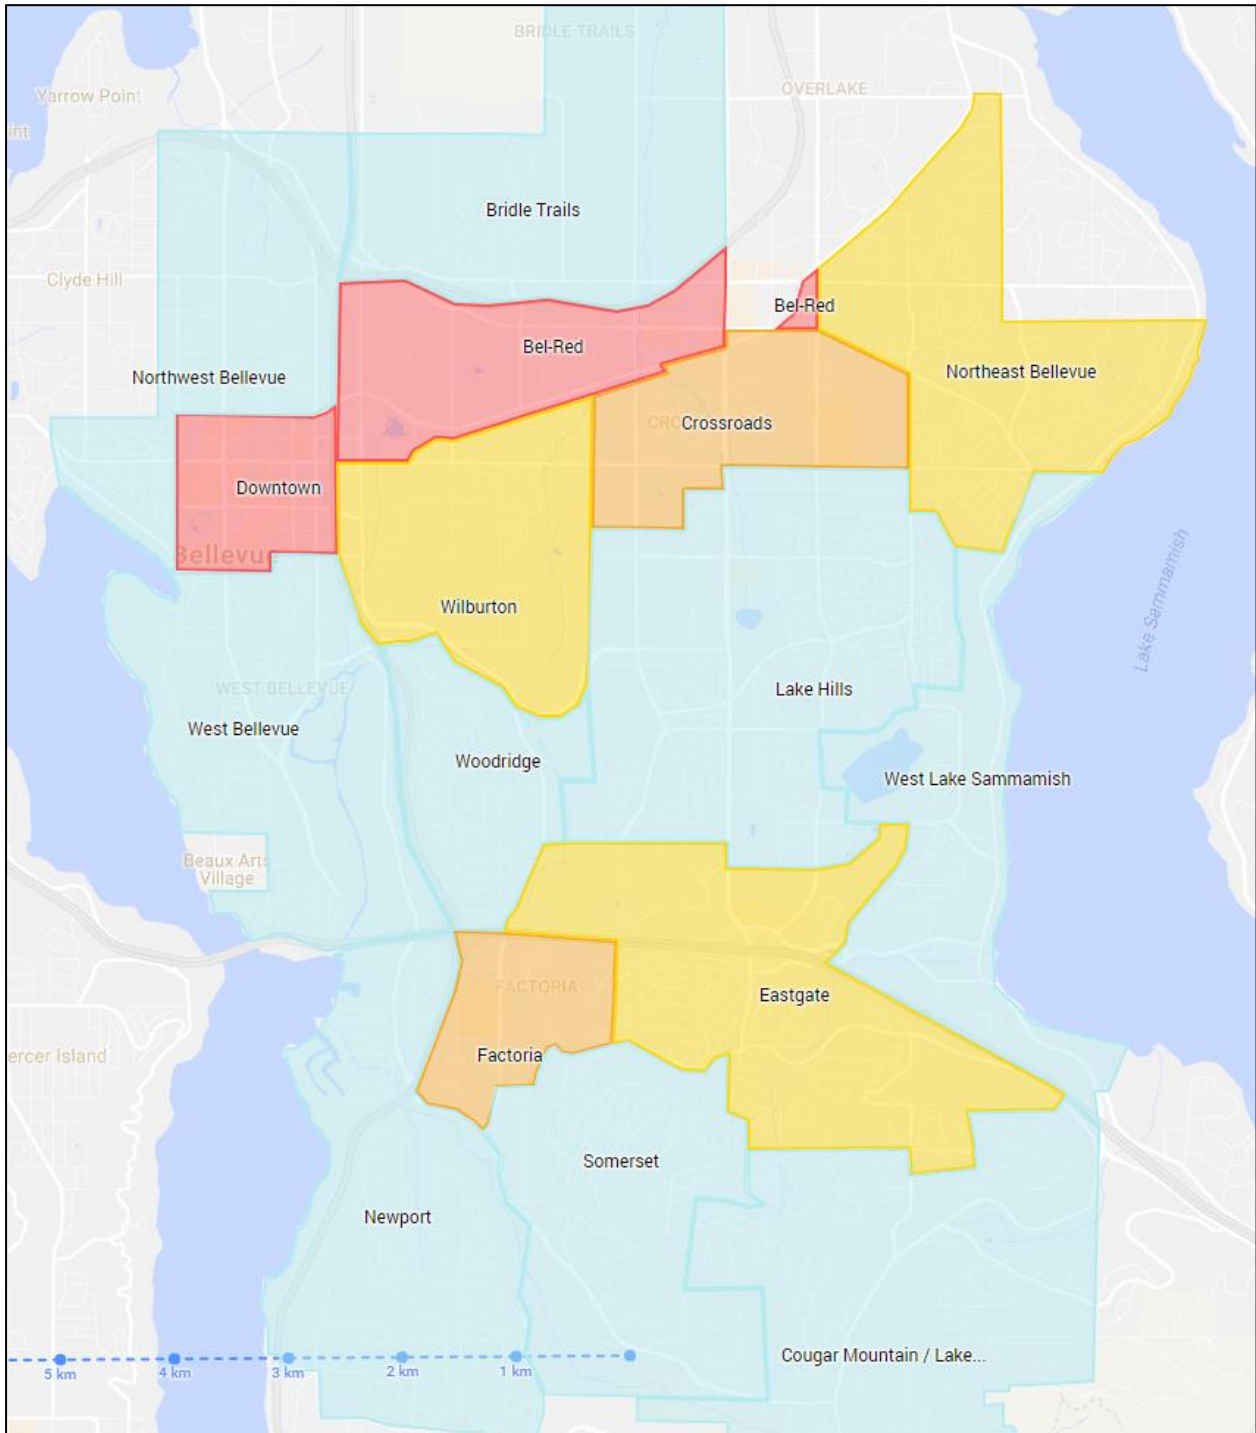 BRIDLE TRAILS
OVERLAKE
Yarrow Point
int
Bridle Trails
Clyde Hill
Bel-Red
Bel-Red
Northwest Bellevue
Northeast Bellevue
CRO
Crossroads
Downtown
Bellevue
Wilburton
Lake Sammamish
WEST BELLEVUE
Lake Hills
West Bellevue
Woodridge
West Lake Sammamish
Beaux Arts
Village
FACTORIA
Eastgate
ercer Island
Factoria
Somerset
Newport
Cougar Mountain / Lake...
5 km
4 km
3 km
2 km
1 km